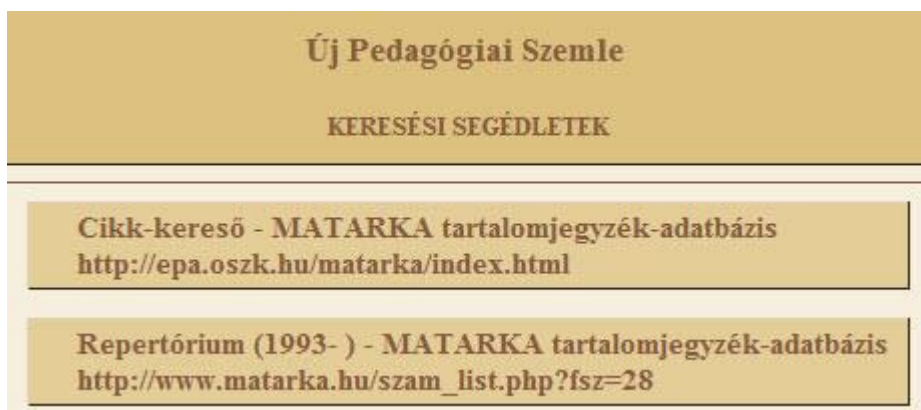 Új Pedagógiai Szemle
KERESÉSI SEGÉDLETEK
Cikk-kereső - MATARKA tartalomjegyzék-adatbázis
http://epa.oszk.hu/matarka/index.html
Repertórium (1993- ) - MATARKA tartalomjegyzék-adatbázis
http://www.matarka.hu/szam_list.php?fsz=28